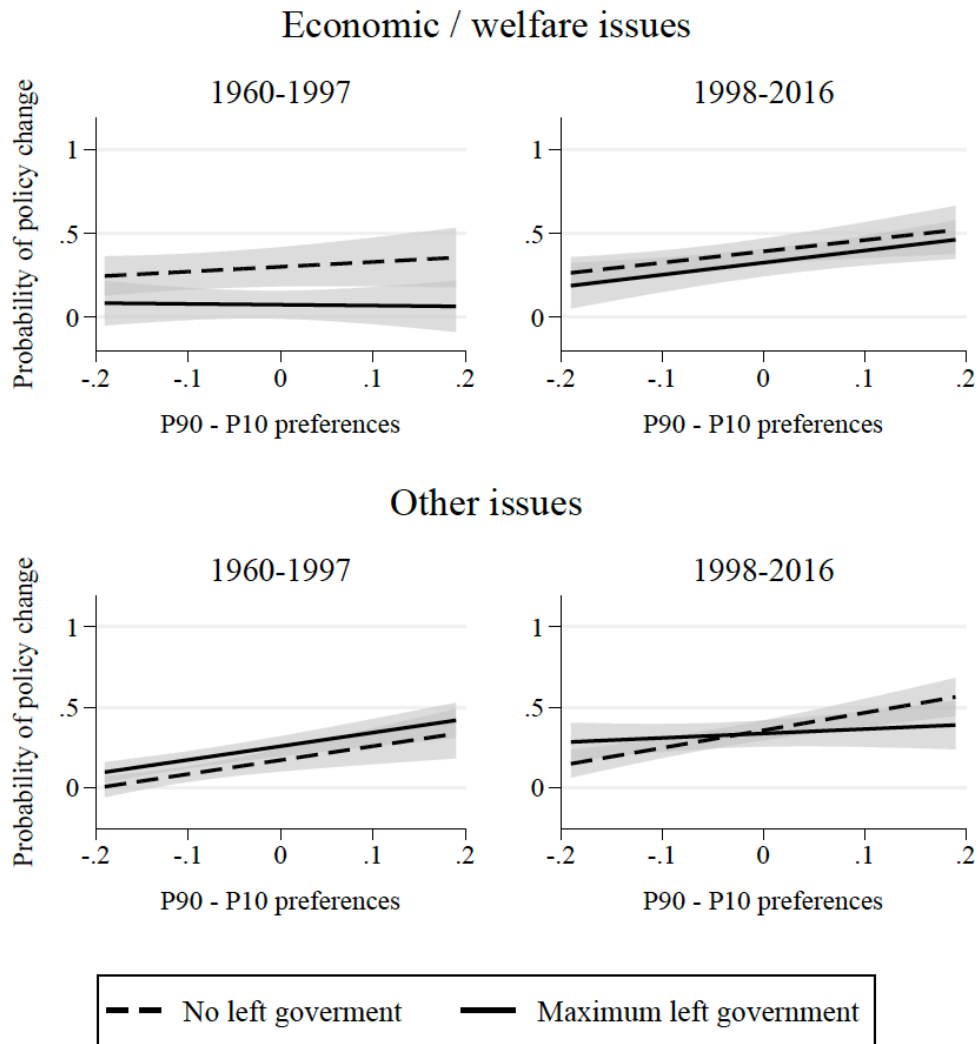 Economic / welfare issues
1960-1997
1998-2016
Probability of policy change
1
.5
0
-.2 -.1 0 .1 .2
P90 - P10 preferences
1
.5
0
-.2 -.1 0 .1 .2
P90 - P10 preferences
Other issues
1960-1997
1998-2016
Probability of policy change
1
.5
0
-.2 -.1 0 .1 .2
P90 - P10 preferences
1
.5
0
-.2 -.1 0 .1 .2
P90 - P10 preferences
No left goverment
Maximum left government